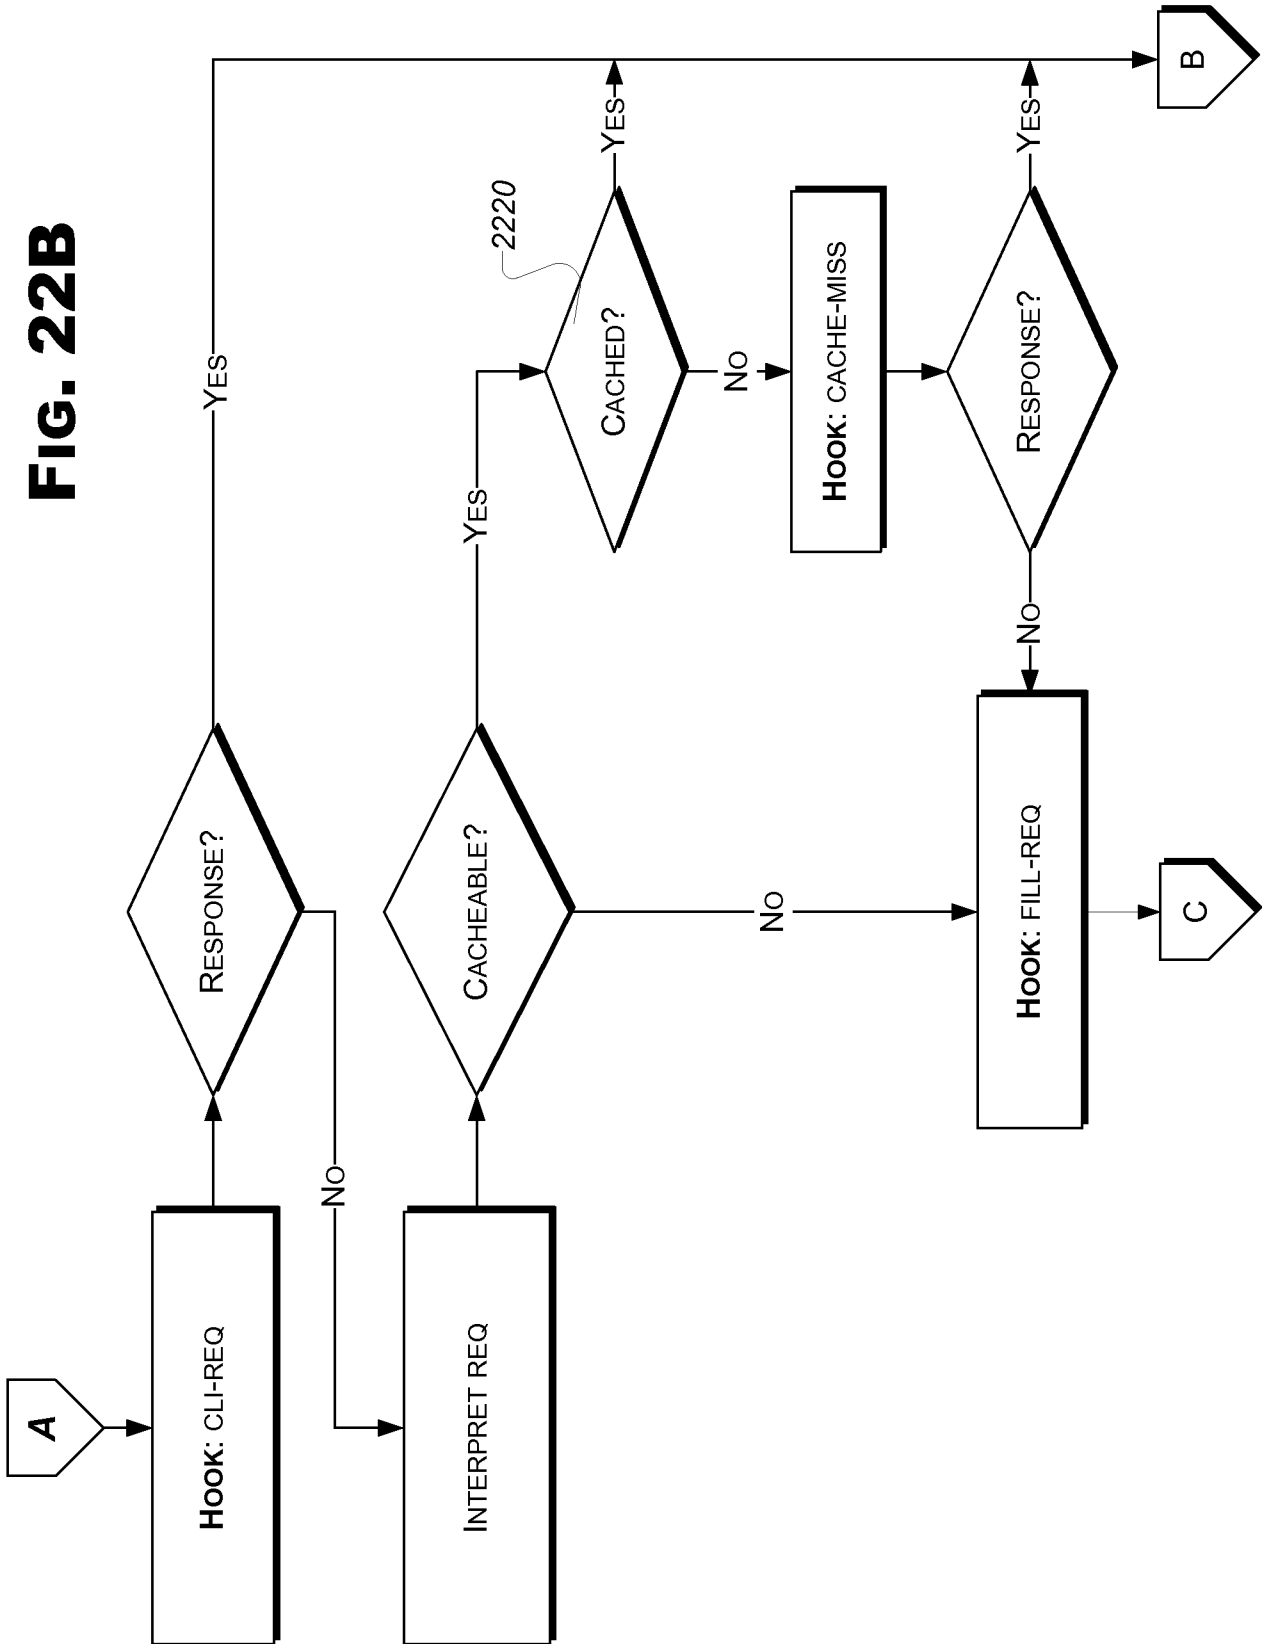 FIG. 22B
A
HOOK: CLI-REQ
RESPONSE?
YES
NO
INTERPRET REQ
CACHEABLE?
YES
2220
CACHED?
YES
NO
HOOK: CACHE-MISS
RESPONSE?
YES
NO
NO
HOOK: FILL-REQ
B
C